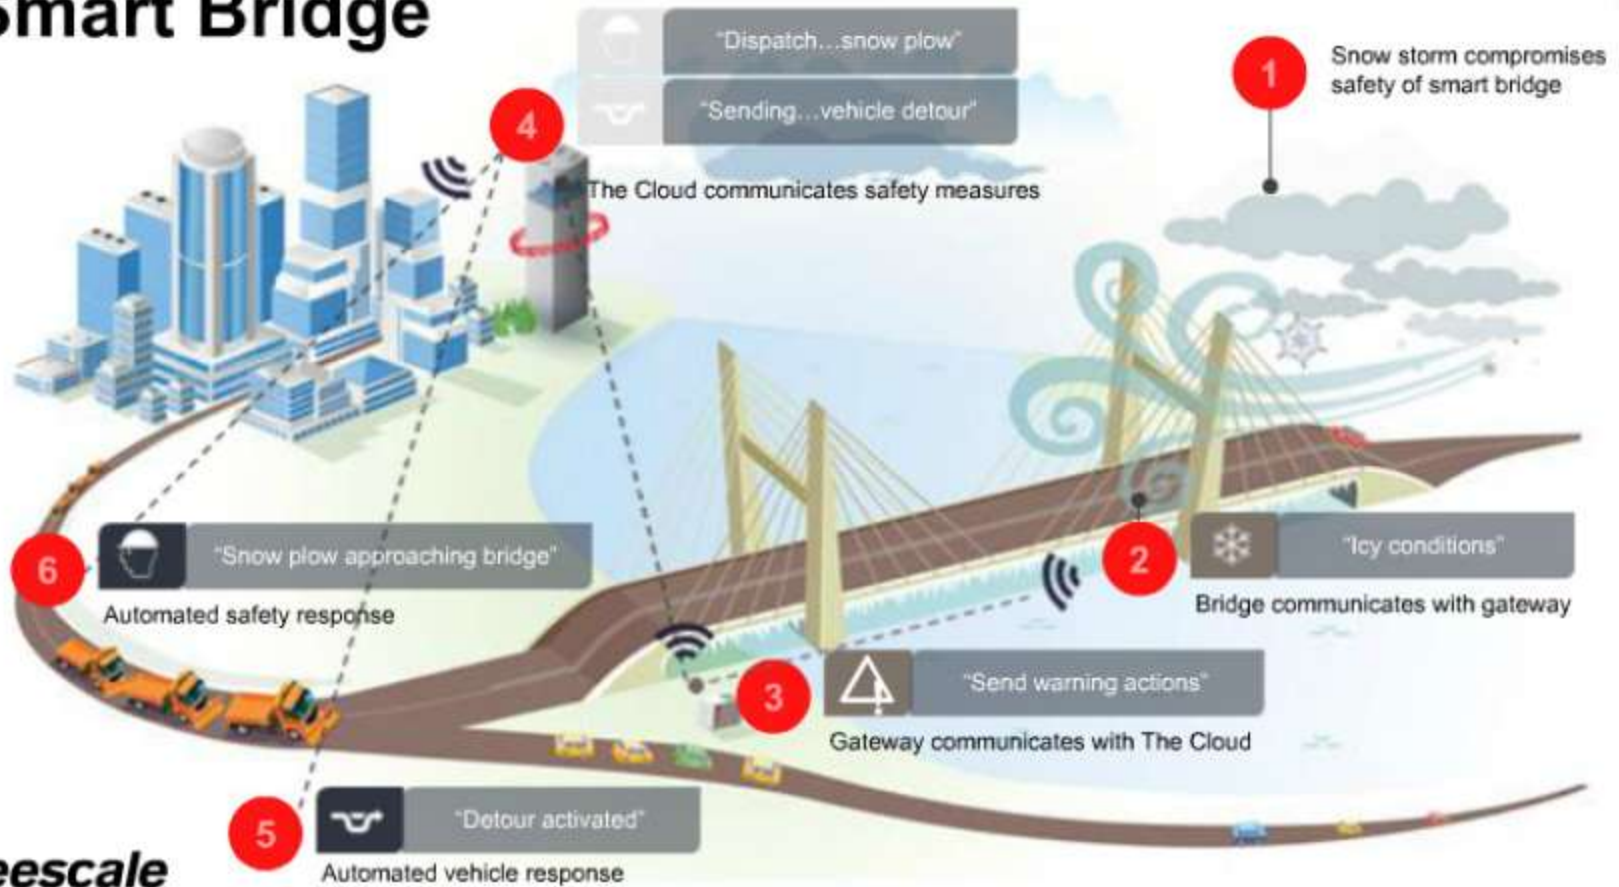 Smart Bridge
"Dispatch...snow plow"
"Sending...vehicle detour"
4
The Cloud communicates safety measures
1
Snow storm compromises
safety of smart bridge
2
"Icy conditions"
Bridge communicates with gateway
3
"Send warning actions"
Gateway communicates with The Cloud
6
"Snow plow approaching bridge"
Automated safety response
5
"Detour activated"
Automated vehicle response
eescale